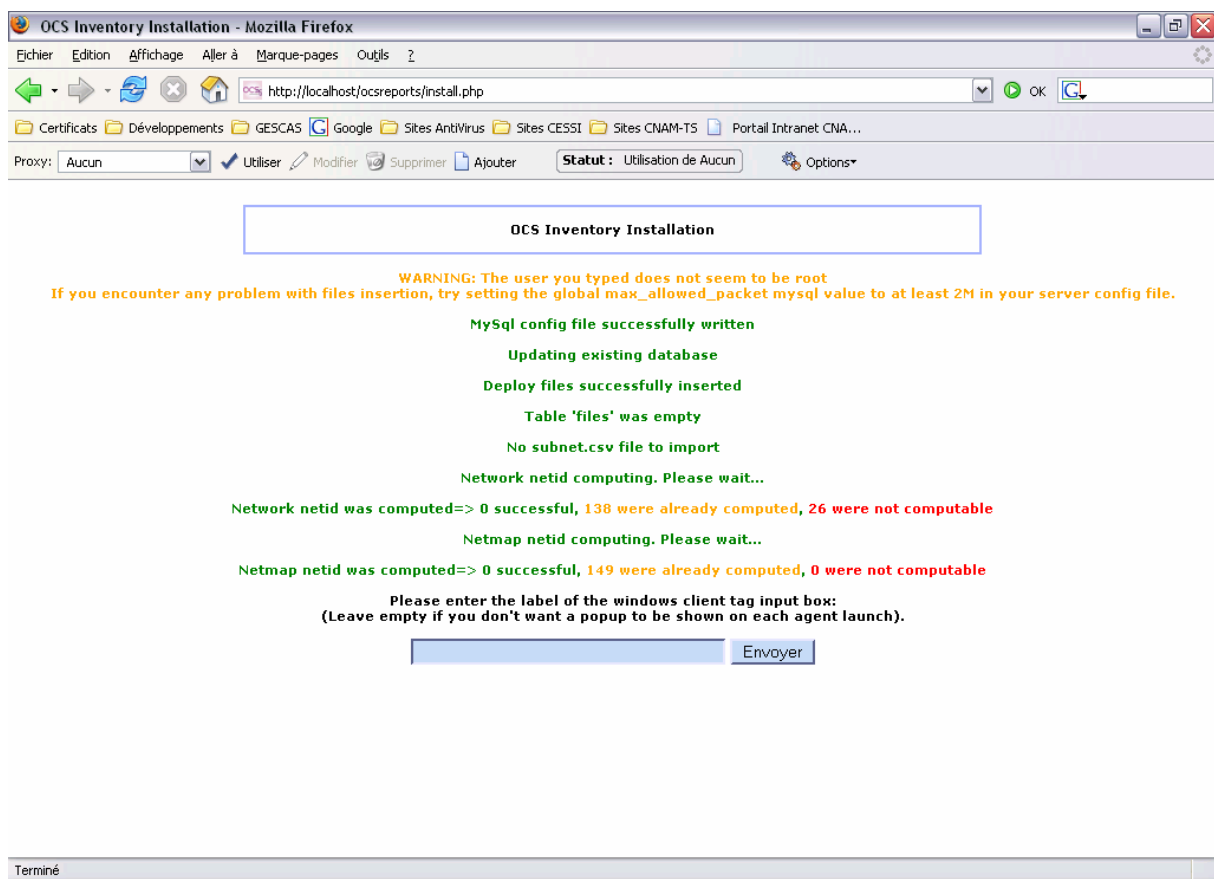 OCS Inventory Installation - Mozilla Firefox
Fichier Edition Affichage Aller à Marque-pages Outils ?
http://localhost/ocsreports/install.php OK G
Certificats Développements GESCAS Google Sites AntiVirus Sites CESSI Sites CNAM-TS Portail Intranet CNA...
Proxy: Aucun Utiliser Modifier Supprimer Ajouter Statut : Utilisation de Aucun Options
OCS Inventory Installation
WARNING: The user you typed does not seem to be root
If you encounter any problem with files insertion, try setting the global max_allowed_packet mysql value to at least 2M in your server config file.
MySql config file successfully written
Updating existing database
Deploy files successfully inserted
Table 'files' was empty
No subnet.csv file to import
Network netid computing. Please wait...
Network netid was computed=> 0 successful, 138 were already computed, 26 were not computable
Netmap netid computing. Please wait...
Netmap netid was computed=> 0 successful, 149 were already computed, 0 were not computable
Please enter the label of the windows client tag input box:
(Leave empty if you don't want a popup to be shown on each agent launch).
Envoyer
Terminé